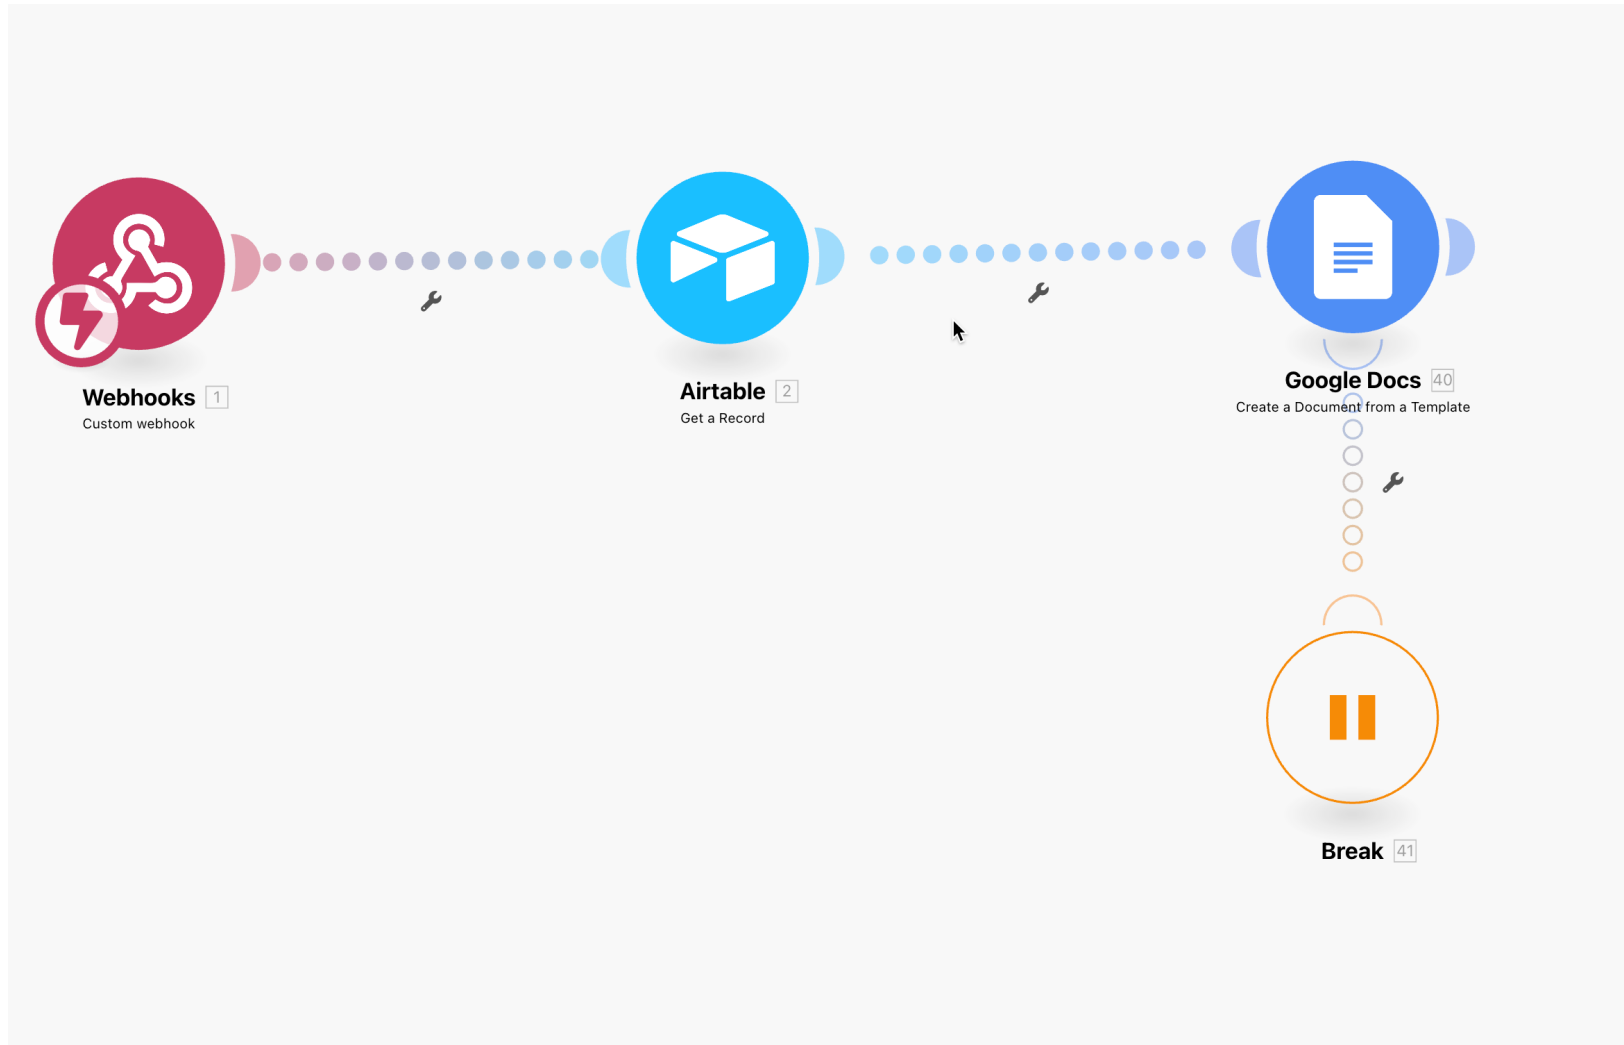 Webhooks 1
Custom webhook
Airtable 2
Get a Record
Google Docs 40
Create a Document from a Template
Break 41